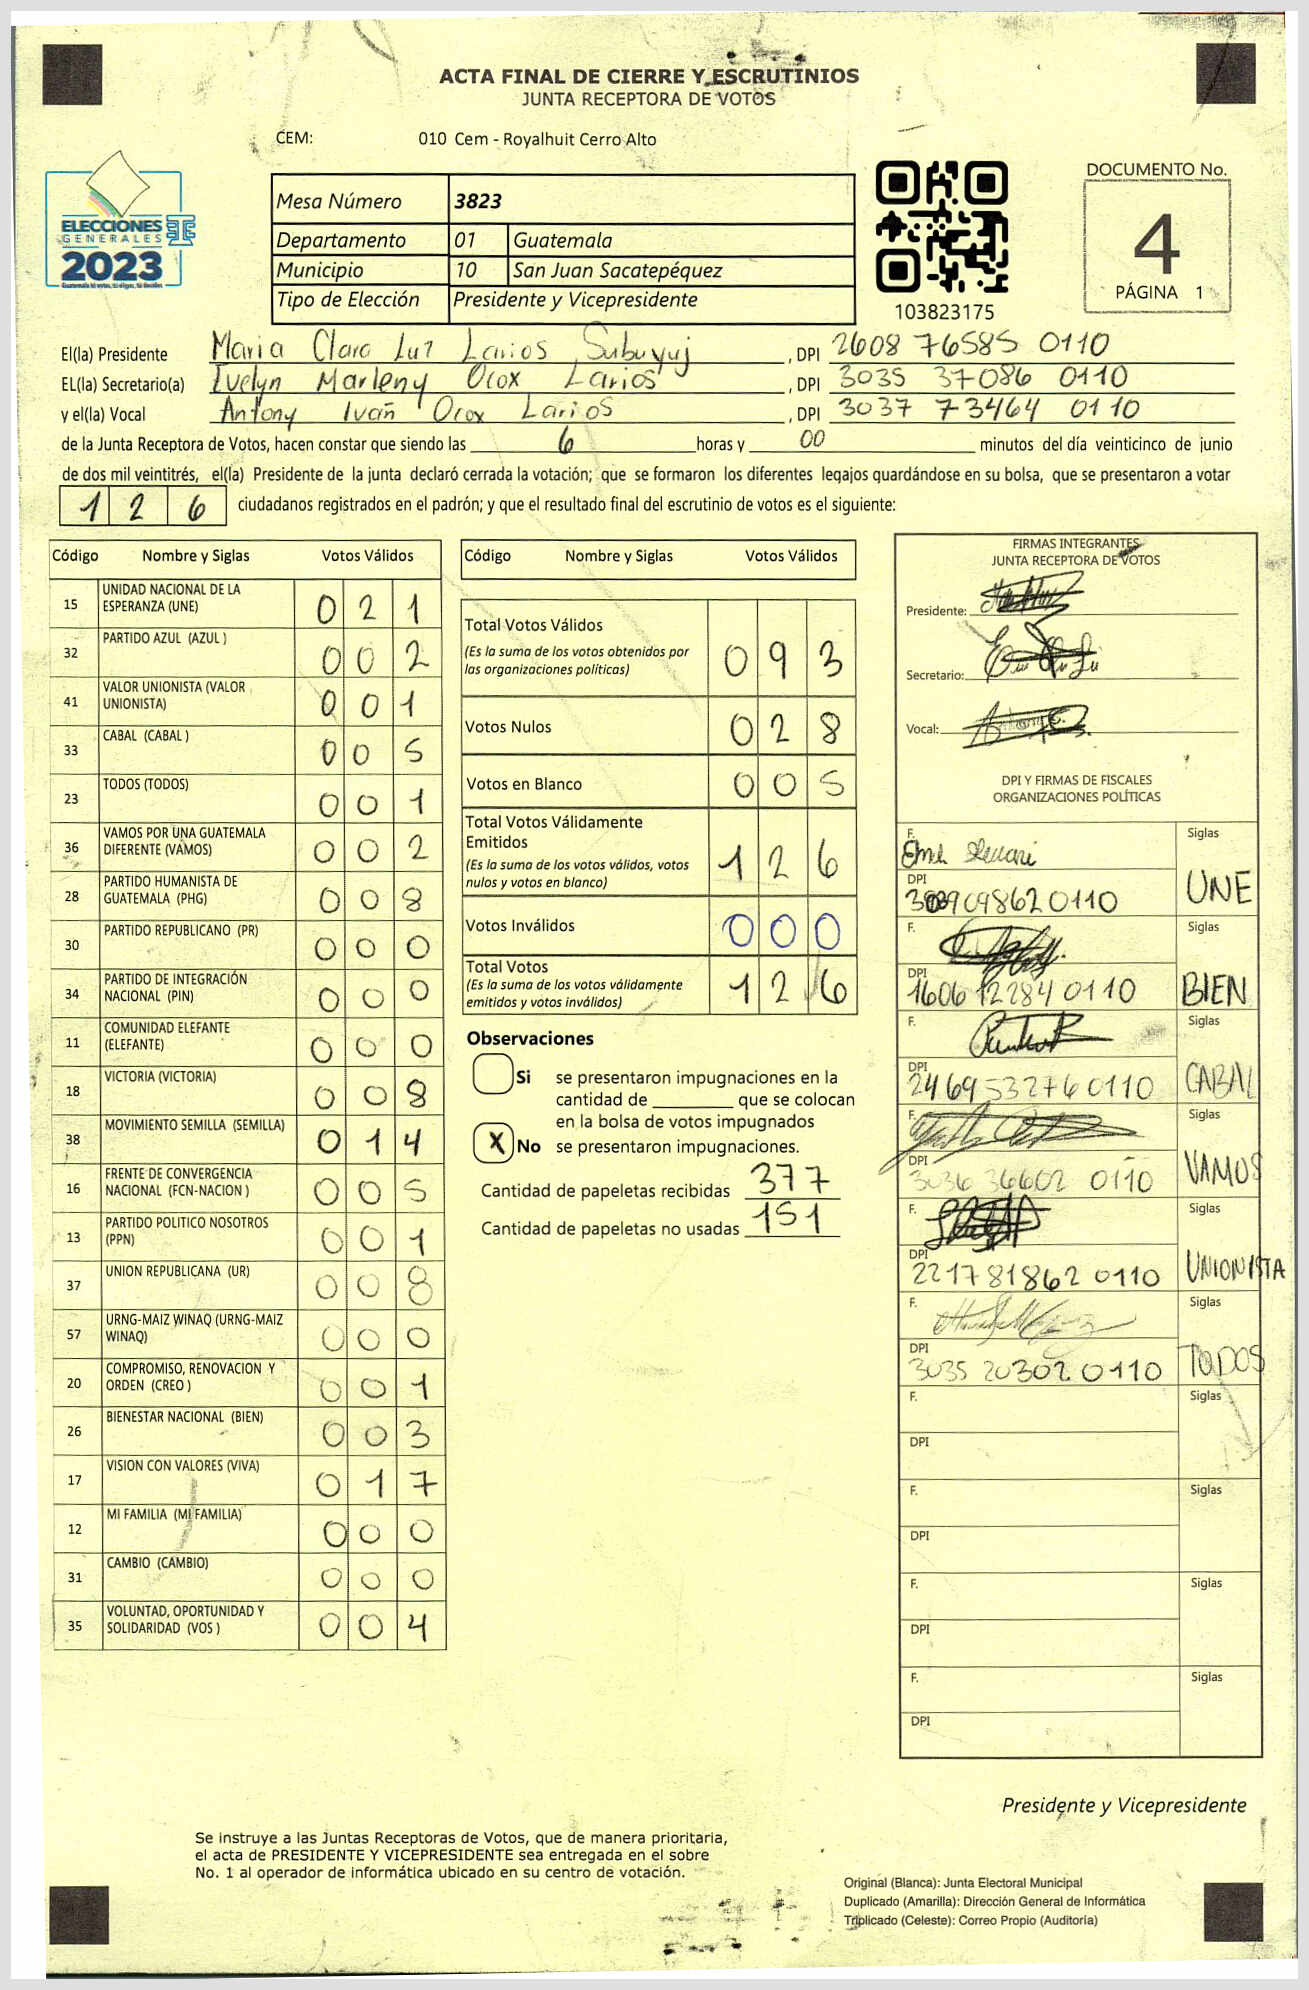 ACTA FINAL DE CIERRE Y ESCRUTINIOS
JUNTA RECEPTORA DE VOTOS
CEM: 010 Cem - Royalhuit Cerro Alto
ELECCIONES
GENERALES
2023
Mesa Número 3823
Departamento 01 Guatemala
Municipio 10 San Juan Sacatepéquez
Tipo de Elección Presidente y Vicepresidente
103823175
DOCUMENTO No.
4
PÁGINA 1
El(la) Presidente Maria Clara Luz Larios Subuyuj, DPI 2608 76585 0110
EL(la) Secretario(a) Evelyn Marleny Ocox Larios, DPI 3035 37086 0110
y el(la) Vocal Antony Ivañ Ocox Larios, DPI 3037 73464 0110
de la Junta Receptora de Votos, hacen constar que siendo las 6 horas y 00 minutos del día veinticinco de junio
de dos mil veintitrés, el(la) Presidente de la junta declaró cerrada la votación; que se formaron los diferentes legajos guardándose en su bolsa, que se presentaron a votar
1 2 6 ciudadanos registrados en el padrón; y que el resultado final del escrutinio de votos es el siguiente:
Código Nombre y Siglas Votos Válidos
15 UNIDAD NACIONAL DE LA ESPERANZA (UNE) 0 2 1
32 PARTIDO AZUL (AZUL ) 0 0 2
41 VALOR UNIONISTA (VALOR UNIONISTA) 0 0 1
33 CABAL (CABAL ) 0 0 5
23 TODOS (TODOS) 0 0 1
36 VAMOS POR UNA GUATEMALA DIFERENTE (VAMOS) 0 0 2
28 PARTIDO HUMANISTA DE GUATEMALA (PHG) 0 0 8
30 PARTIDO REPUBLICANO (PR) 0 0 0
34 PARTIDO DE INTEGRACIÓN NACIONAL (PIN) 0 0 0
11 COMUNIDAD ELEFANTE (ELEFANTE) 0 0 0
18 VICTORIA (VICTORIA) 0 0 8
38 MOVIMIENTO SEMILLA (SEMILLA) 0 1 4
16 FRENTE DE CONVERGENCIA NACIONAL (FCN-NACION ) 0 0 5
13 PARTIDO POLITICO NOSOTROS (PPN) 0 0 1
37 UNION REPUBLICANA (UR) 0 0 8
57 URNG-MAIZ WINAQ (URNG-MAIZ WINAQ) 0 0 0
20 COMPROMISO, RENOVACION Y ORDEN (CREO ) 0 0 1
26 BIENESTAR NACIONAL (BIEN) 0 0 3
17 VISION CON VALORES (VIVA) 0 1 7
12 MI FAMILIA (MI FAMILIA) 0 0 0
31 CAMBIO (CAMBIO) 0 0 0
35 VOLUNTAD, OPORTUNIDAD Y SOLIDARIDAD (VOS ) 0 0 4
Código Nombre y Siglas Votos Válidos
Total Votos Válidos 0 9 3
(Es la suma de los votos obtenidos por
las organizaciones políticas)
Votos Nulos 0 2 8
Votos en Blanco 0 0 5
Total Votos Válidamente
Emitidos 1 2 6
(Es la suma de los votos válidos, votos
nulos y votos en blanco)
Votos Inválidos 0 0 0
Total Votos 1 2 6
(Es la suma de los votos válidamente
emitidos y votos inválidos)
Observaciones
Si se presentaron impugnaciones en la
cantidad de ________ que se colocan
en la bolsa de votos impugnados
X No se presentaron impugnaciones.
Cantidad de papeletas recibidas 377
Cantidad de papeletas no usadas 151
FIRMAS INTEGRANTES
JUNTA RECEPTORA DE VOTOS
Presidente:
Secretario:
Vocal:
DPI Y FIRMAS DE FISCALES
ORGANIZACIONES POLÍTICAS
F. Siglas
DPI UNE
F. Siglas
DPI 1606 12284 0110 BIEN
F. Siglas
DPI 2469 53276 0110 CABAL
F. Siglas
DPI 3036 36602 0110 VAMOS
F. Siglas
DPI 2217 81862 0110 UNIONISTA
F. Siglas
DPI 3035 20302 0110 TODOS
F. Siglas
DPI
F. Siglas
DPI
F. Siglas
DPI
F. Siglas
DPI
Presidente y Vicepresidente
Se instruye a las Juntas Receptoras de Votos, que de manera prioritaria,
el acta de PRESIDENTE Y VICEPRESIDENTE sea entregada en el sobre
No. 1 al operador de informática ubicado en su centro de votación.
Original (Blanca): Junta Electoral Municipal
Duplicado (Amarilla): Dirección General de Informática
Triplicado (Celeste): Correo Propio (Auditoría)